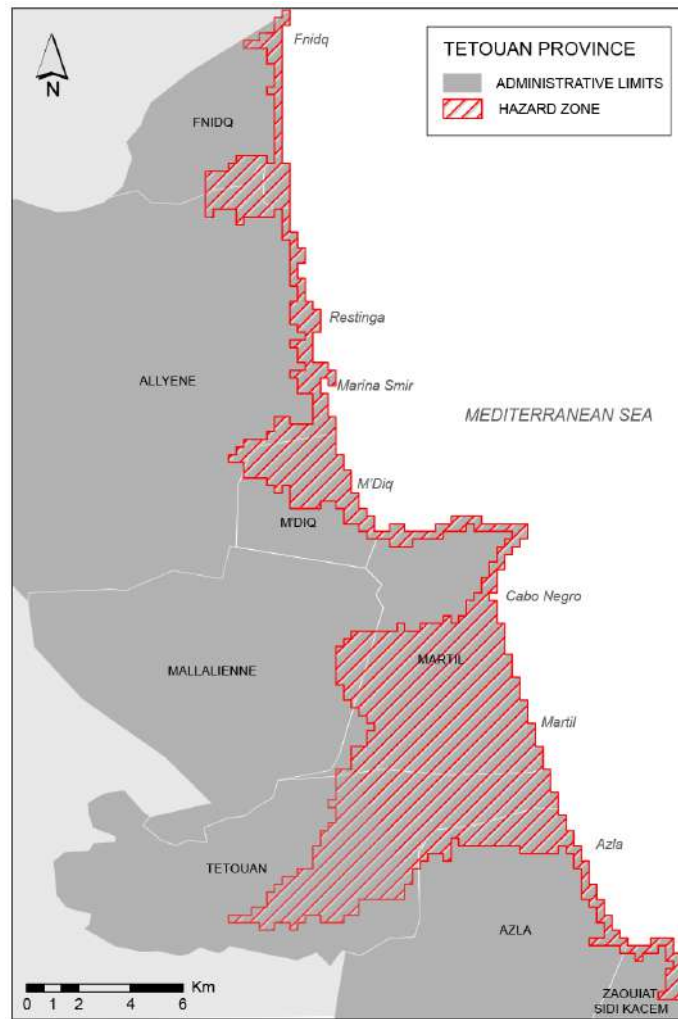 Fnidq
TETOUAN PROVINCE
ADMINISTRATIVE LIMITS
HAZARD ZONE
N
FNIDQ
Restinga
ALLYENE
Marina Smir
MEDITERRANEAN SEA
M'Diq
M'DIQ
Cabo Negro
MARTIL
MALLALIENNE
Martil
Azla
TETOUAN
AZLA
Km
0 1 2 4 6
ZAOUIAT
SIDI KACEM